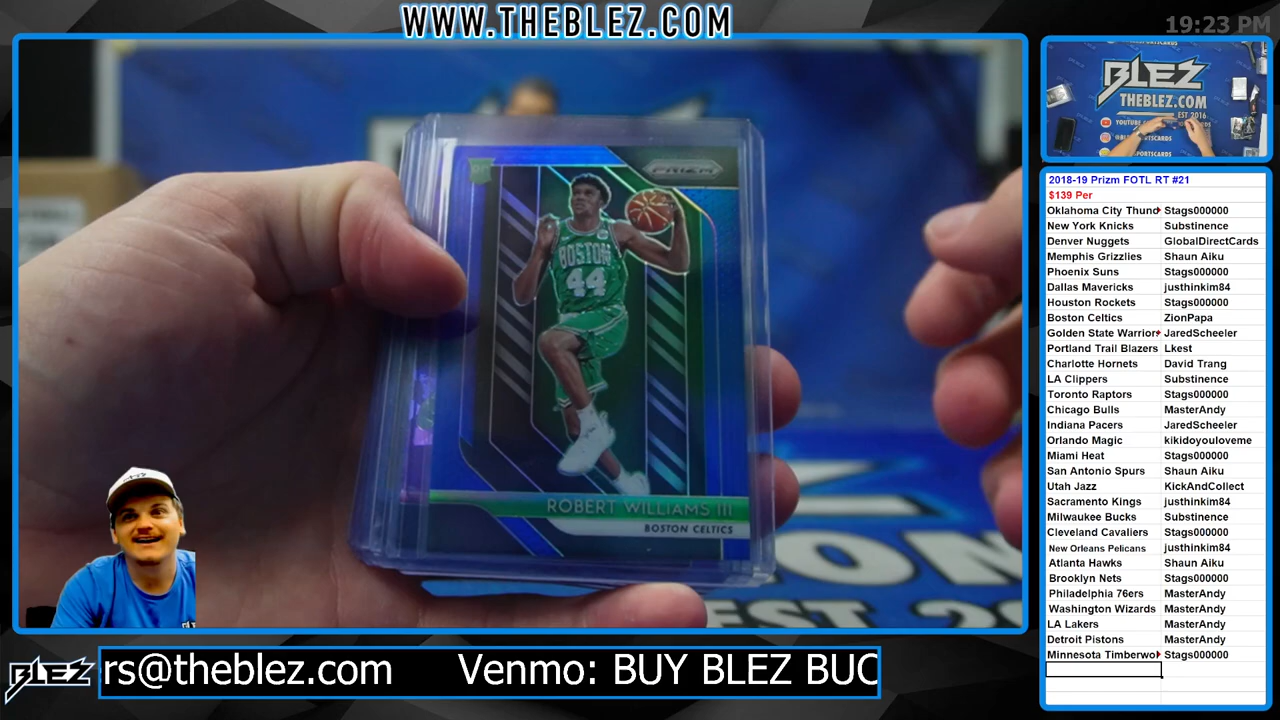 WWW.THEBLEZ.COM
19:23 PM
PRIZM
BOSTON
44
ROBERT WILLIAMS III
BOSTON CELTICS
BLEZ
THEBLEZ.COM
EST 2016
2018-19 Prizm FOTL RT #21
$139 Per
Oklahoma City Thund Stags000000
New York Knicks Substinence
Denver Nuggets GlobalDirectCards
Memphis Grizzlies Shaun Aiku
Phoenix Suns Stags000000
Dallas Mavericks justhinkim84
Houston Rockets Stags000000
Boston Celtics ZionPapa
Golden State Warrior JaredScheeler
Portland Trail Blazers Lkest
Charlotte Hornets David Trang
LA Clippers Substinence
Toronto Raptors Stags000000
Chicago Bulls MasterAndy
Indiana Pacers JaredScheeler
Orlando Magic kikidoyouloveme
Miami Heat Stags000000
San Antonio Spurs Shaun Aiku
Utah Jazz KickAndCollect
Sacramento Kings justhinkim84
Milwaukee Bucks Substinence
Cleveland Cavaliers Stags000000
New Orleans Pelicans justhinkim84
Atlanta Hawks Shaun Aiku
Brooklyn Nets Stags000000
Philadelphia 76ers MasterAndy
Washington Wizards MasterAndy
LA Lakers MasterAndy
Detroit Pistons MasterAndy
Minnesota Timberwo Stags000000
BLEZ
rs@theblez.com Venmo: BUY BLEZ BUC